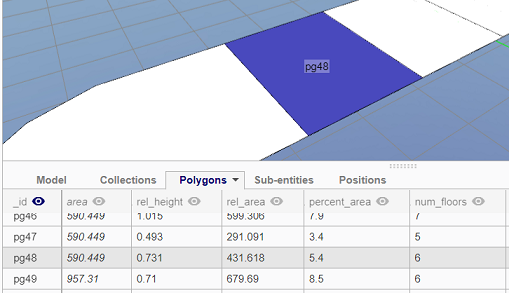 pg48
Model Collections Polygons Sub-entities Positions
_id area rel_height rel_area percent_area num_floors
pg46 590.449 1.015 599.306 7.9 7
pg47 590.449 0.493 291.091 3.4 5
pg48 590.449 0.731 431.618 5.4 6
pg49 957.31 0.71 679.69 8.5 6